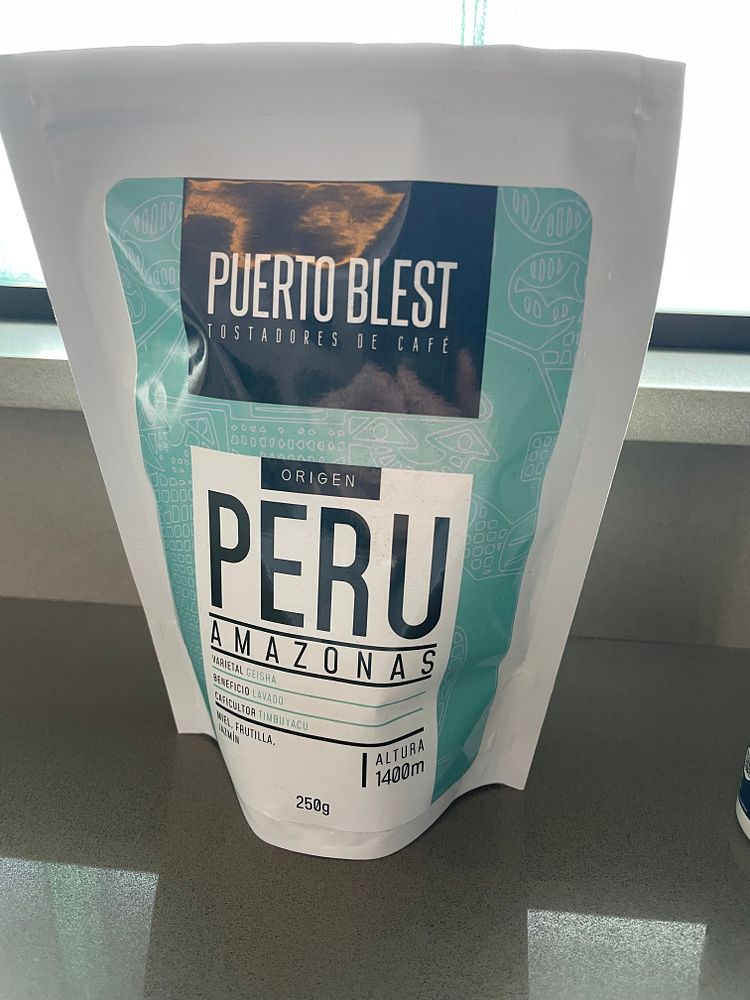 PUERTO BLEST
TOSTADORES DE CAFÉ
ORIGEN
PERU
AMAZONAS
VARIETAL GEISHA
BENEFICIO LAVADO
CAFICULTOR TIMBUYACU
MIEL, FRUTILLA,
JAZMÍN
ALTURA
1400m
250g